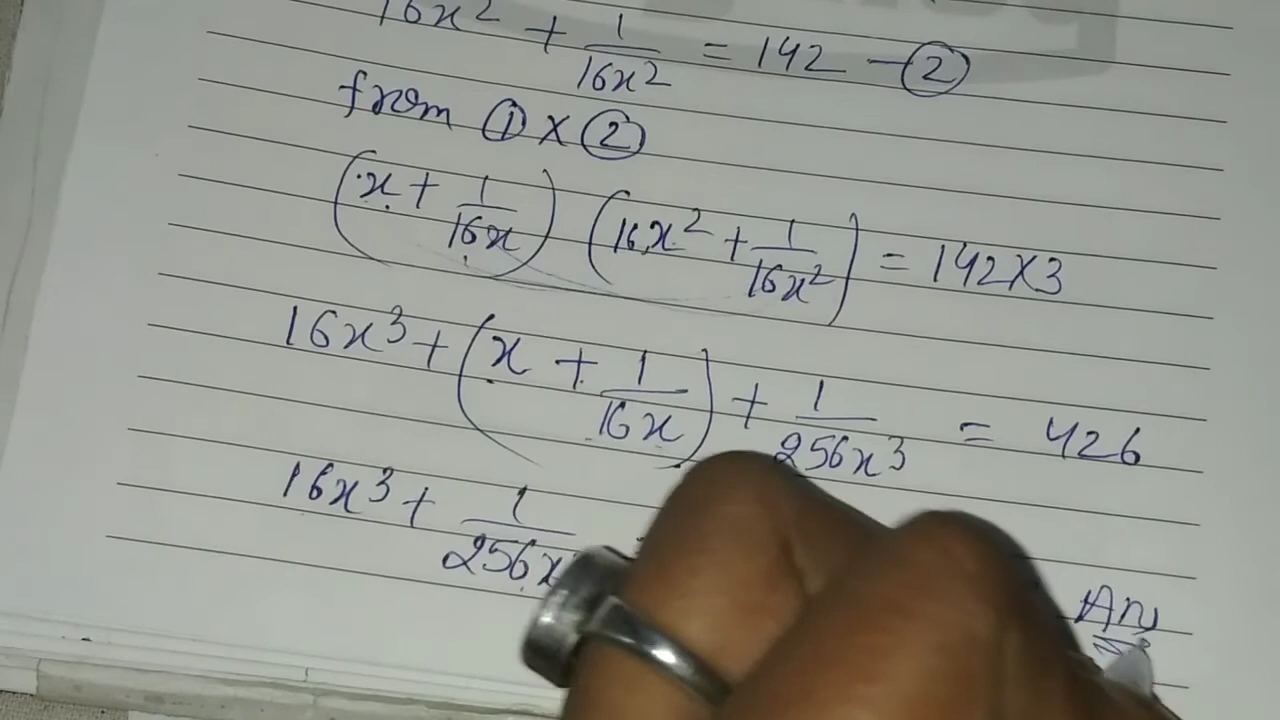 16x² + 1/16x² = 142 — ②
from ① × ②
(x + 1/16x) (16x² + 1/16x²) = 142×3
16x³ + (x + 1/16x) + 1/256x³ = 426
16x³ + 1/256x
Ans